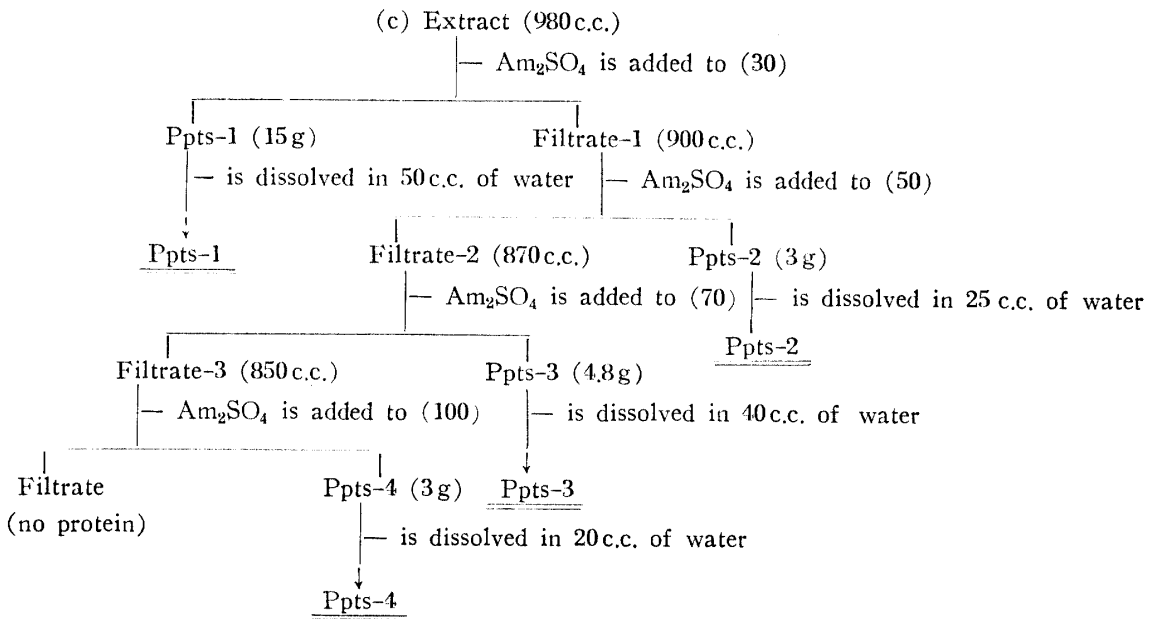 (c) Extract (980 c.c.)
— Am₂SO₄ is added to (30)
Ppts-1 (15 g) Filtrate-1 (900 c.c.)
— is dissolved in 50 c.c. of water — Am₂SO₄ is added to (50)
Ppts-1 Filtrate-2 (870 c.c.) Ppts-2 (3 g)
— Am₂SO₄ is added to (70) — is dissolved in 25 c.c. of water
Ppts-2
Filtrate-3 (850 c.c.) Ppts-3 (4.8 g)
— Am₂SO₄ is added to (100) — is dissolved in 40 c.c. of water
Filtrate Ppts-4 (3 g) Ppts-3
(no protein)
— is dissolved in 20 c.c. of water
Ppts-4